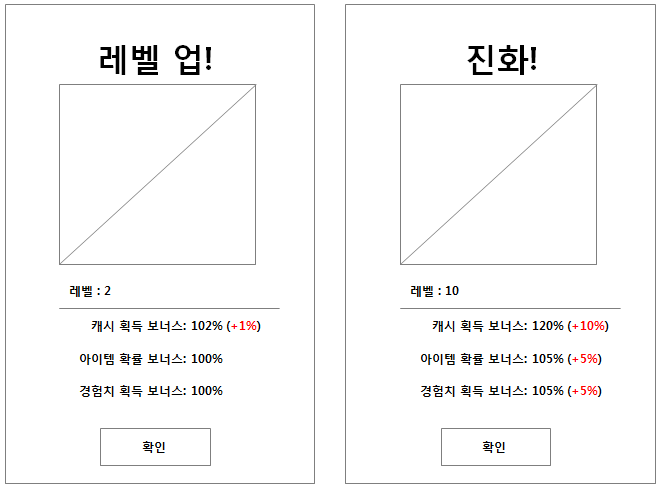 레벨 업!
레벨 : 2
캐시 획득 보너스: 102% (+1%)
아이템 확률 보너스: 100%
경험치 획득 보너스: 100%
확인
진화!
레벨 : 10
캐시 획득 보너스: 120% (+10%)
아이템 확률 보너스: 105% (+5%)
경험치 획득 보너스: 105% (+5%)
확인